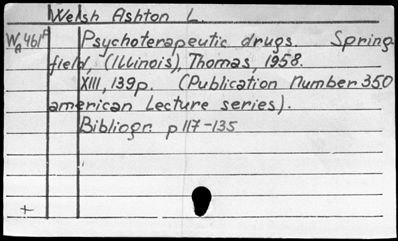 Welsh Ashton L.
WA 461A Psychoterapeutic drugs. Spring
field, (Illinois), Thomas, 1958.
XIII, 139p. (Publication number 350
american Lecture series).
Bibliogr. p 117-135
+